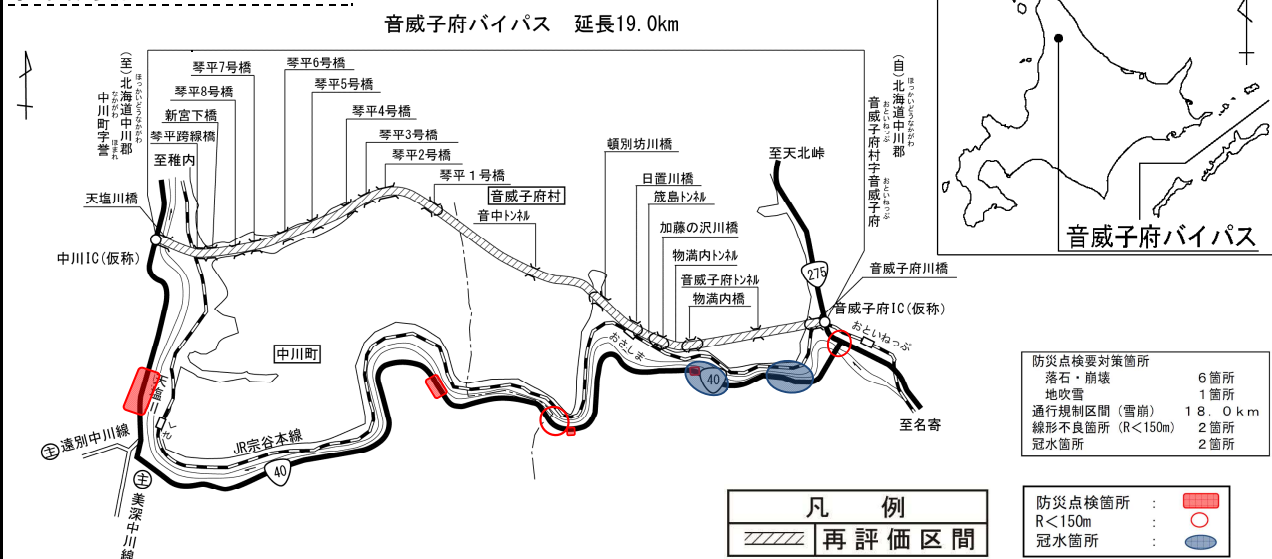 音威子府バイパス　延長19.0km
(至)北海道中川郡
ほっかいどうなかがわ
中川町字誉
なかがわ　ほまれ
琴平7号橋
琴平6号橋
琴平5号橋
琴平8号橋
琴平4号橋
新宮下橋
琴平3号橋
琴平跨線橋
琴平2号橋
至稚内
琴平１号橋
天塩川橋
音威子府村
音中トンネル
中川IC(仮称)
頓別坊川橋
日置川橋
筬島トンネル
加藤の沢川橋
物満内トンネル
音威子府トンネル
物満内橋
至天北峠
(自)北海道中川郡
ほっかいどうなかがわ
音威子府村字音威子府
おといねっぷ　おといねっぷ
275
音威子府川橋
音威子府IC(仮称)
おといねっぷ
おさしま
中川町
40
至名寄
天塩川
JR宗谷本線
40
主 遠別中川線
主 美深中川線
音威子府バイパス
防災点検要対策箇所
落石・崩壊　6箇所
地吹雪　1箇所
通行規制区間（雪崩）　１８．０ｋｍ
線形不良箇所（R<150m）　2箇所
冠水箇所　2箇所
凡　例
再評価区間
防災点検箇所　：
R＜150m　：
冠水箇所　：